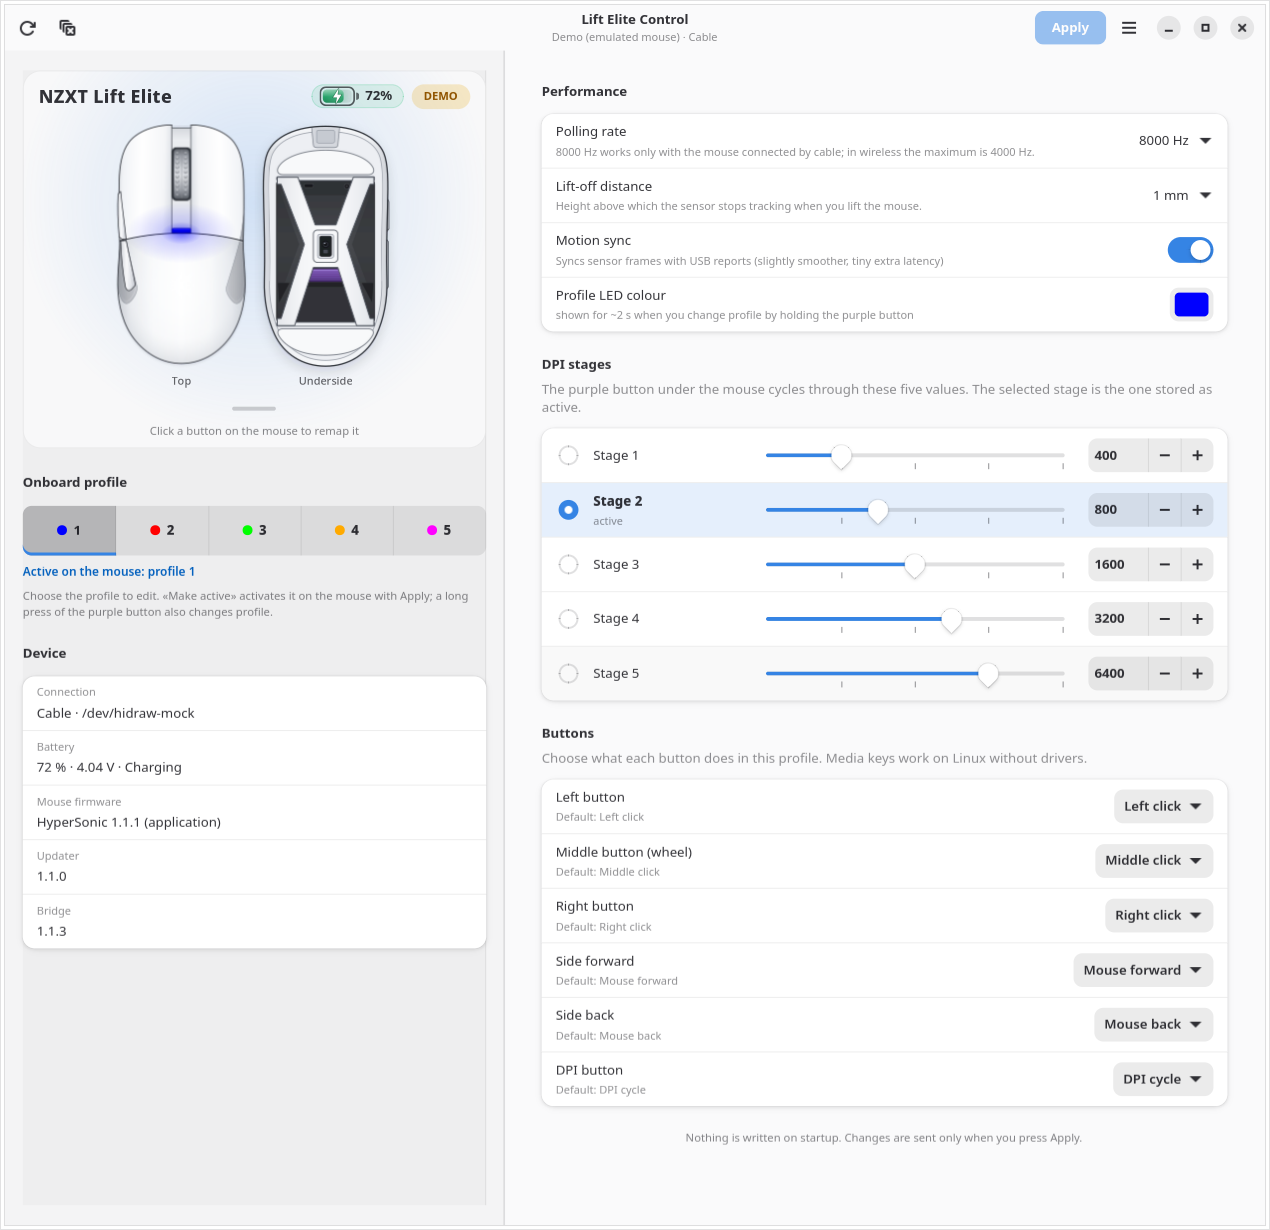 Lift Elite Control
Demo (emulated mouse) · Cable
Apply
NZXT Lift Elite
72%
DEMO
Top
Underside
Click a button on the mouse to remap it
Onboard profile
1
2
3
4
5
Active on the mouse: profile 1
Choose the profile to edit. «Make active» activates it on the mouse with Apply; a long
press of the purple button also changes profile.
Device
Connection
Cable · /dev/hidraw-mock
Battery
72 % · 4.04 V · Charging
Mouse firmware
HyperSonic 1.1.1 (application)
Updater
1.1.0
Bridge
1.1.3
Performance
Polling rate
8000 Hz works only with the mouse connected by cable; in wireless the maximum is 4000 Hz.
8000 Hz
Lift-off distance
Height above which the sensor stops tracking when you lift the mouse.
1 mm
Motion sync
Syncs sensor frames with USB reports (slightly smoother, tiny extra latency)
Profile LED colour
shown for ~2 s when you change profile by holding the purple button
DPI stages
The purple button under the mouse cycles through these five values. The selected stage is the one stored as
active.
Stage 1
400
Stage 2
active
800
Stage 3
1600
Stage 4
3200
Stage 5
6400
Buttons
Choose what each button does in this profile. Media keys work on Linux without drivers.
Left button
Default: Left click
Left click
Middle button (wheel)
Default: Middle click
Middle click
Right button
Default: Right click
Right click
Side forward
Default: Mouse forward
Mouse forward
Side back
Default: Mouse back
Mouse back
DPI button
Default: DPI cycle
DPI cycle
Nothing is written on startup. Changes are sent only when you press Apply.